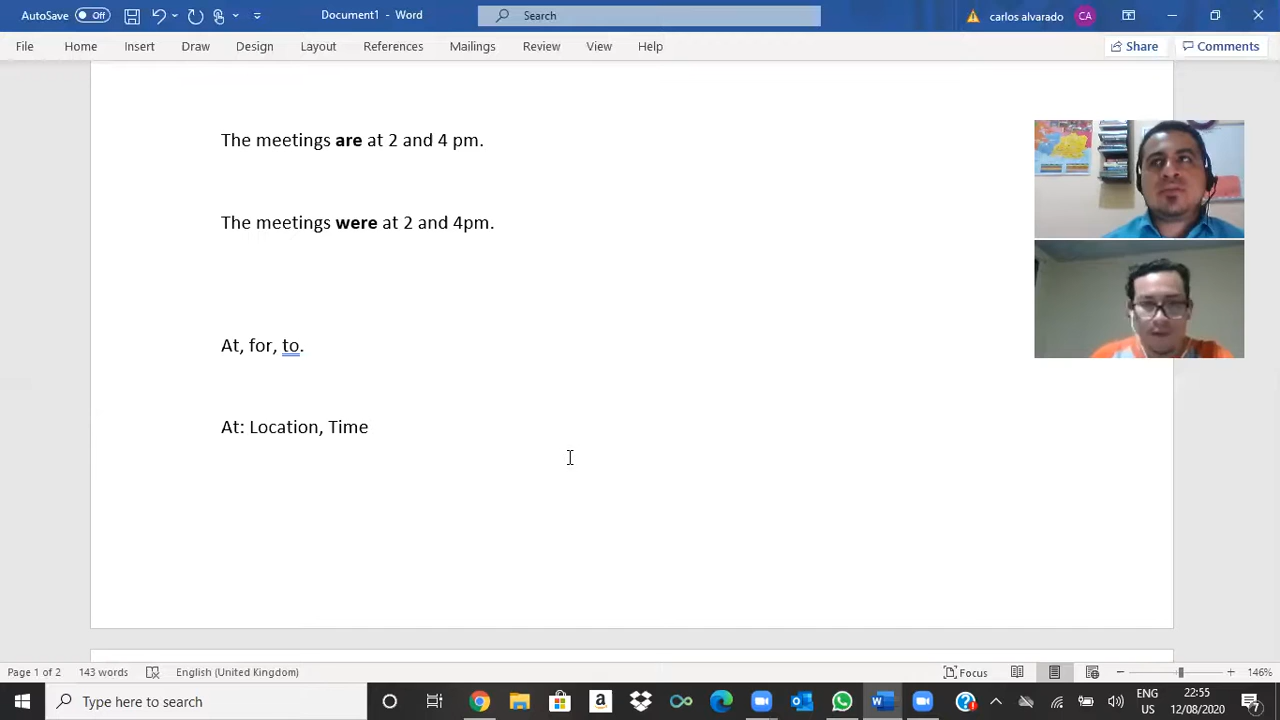 AutoSave Off Document1 - Word Search carlos alvarado CA
File Home Insert Draw Design Layout References Mailings Review View Help Share Comments
The meetings are at 2 and 4 pm.
The meetings were at 2 and 4pm.
At, for, to.
At: Location, Time
Page 1 of 2 143 words English (United Kingdom) Focus 146%
Type here to search ENG 22:55
12/08/2020